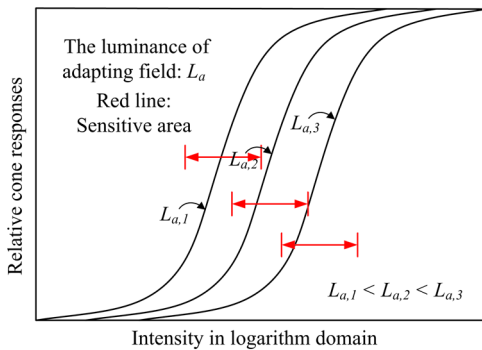 The luminance of
adapting field: Lₐ
Red line:
Sensitive area
Lₐ,₁
Lₐ,₂
Lₐ,₃
Lₐ,₁ < Lₐ,₂ < Lₐ,₃
Relative cone responses
Intensity in logarithm domain